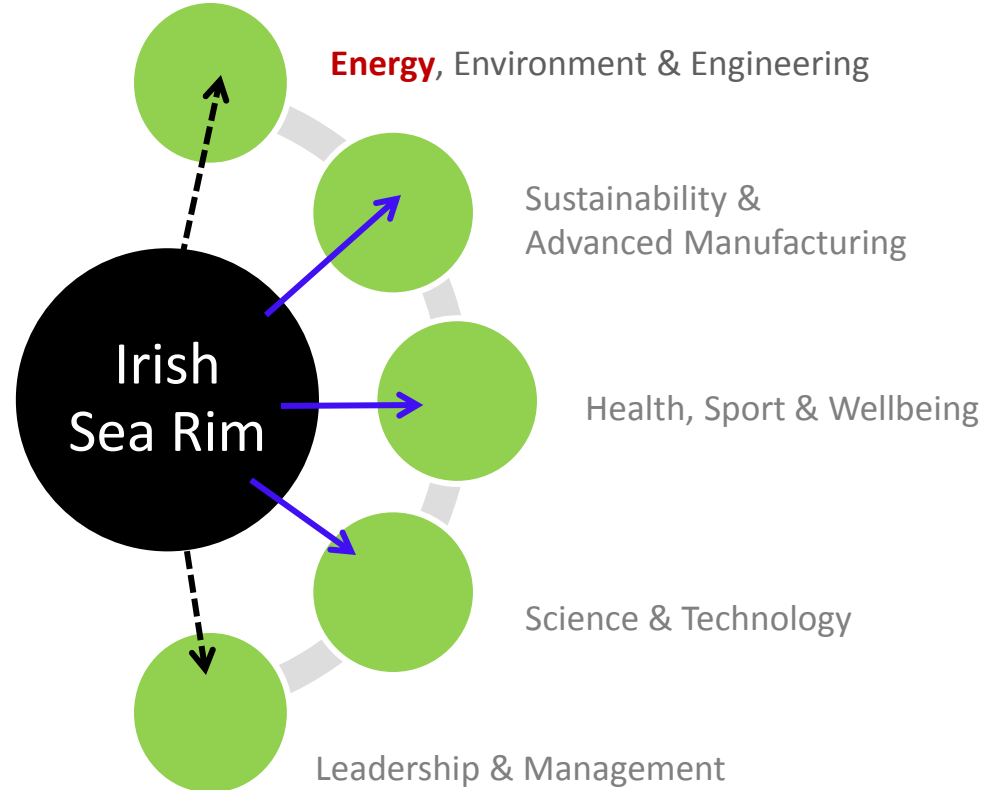 Energy, Environment & Engineering
Sustainability &
Advanced Manufacturing
Irish
Sea Rim
Health, Sport & Wellbeing
Science & Technology
Leadership & Management